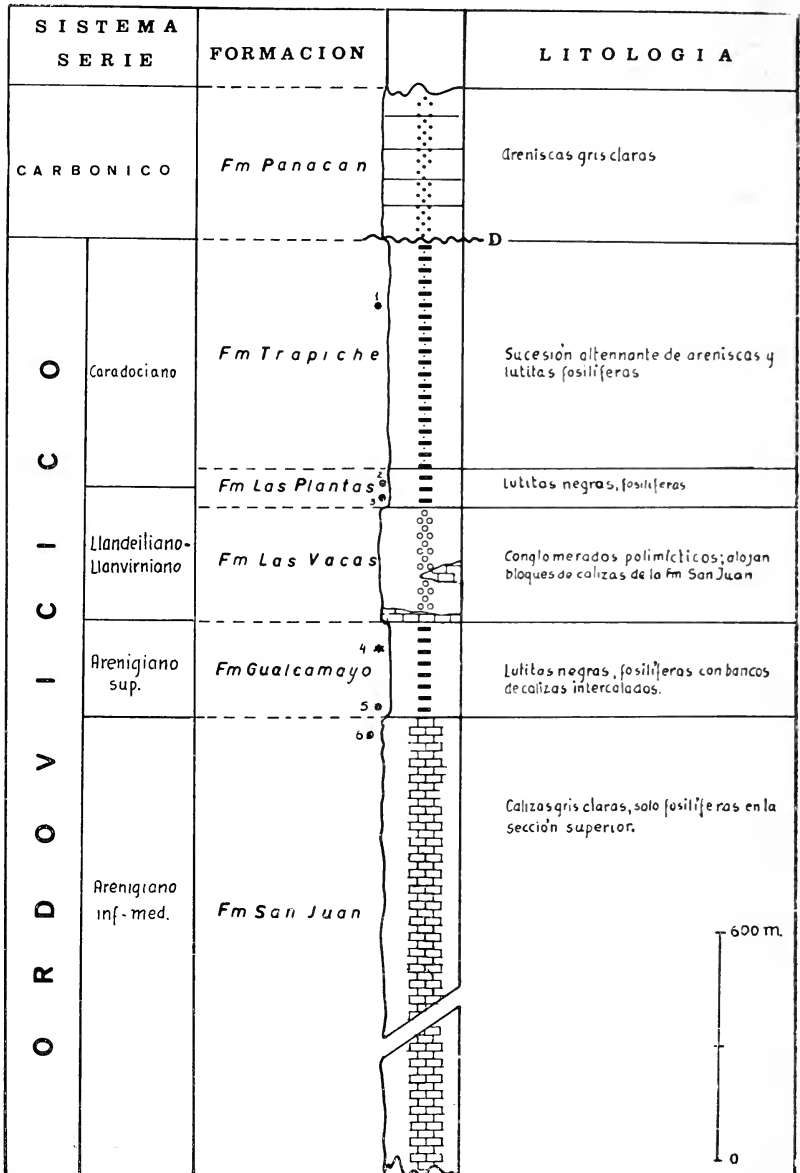 SISTEMA
SERIE
FORMACION
LITOLOGIA
CARBONICO
Fm Panacan
Areniscas gris claras
D
ORDOVICICO
Caradociano
1
Fm Trapiche
Sucesión altennante de areniscas y
lutitas fosilíferas
Fm Las Plantas
2
3
Lutitas negras, fosilíferas
Llandeiliano-
Llanvirniano
Fm Las Vacas
Conglomerados polimícticos; alojan
bloques de calizas de la Fm San Juan
Arenigiano
sup.
4
Fm Gualcamayo
5
Lutitas negras, fosilíferas con bancos
de calizas intercalados.
6
Arenigiano
inf-med.
Fm San Juan
Calizas gris claras, solo fosilíferas en la
sección superior.
600 m.
0